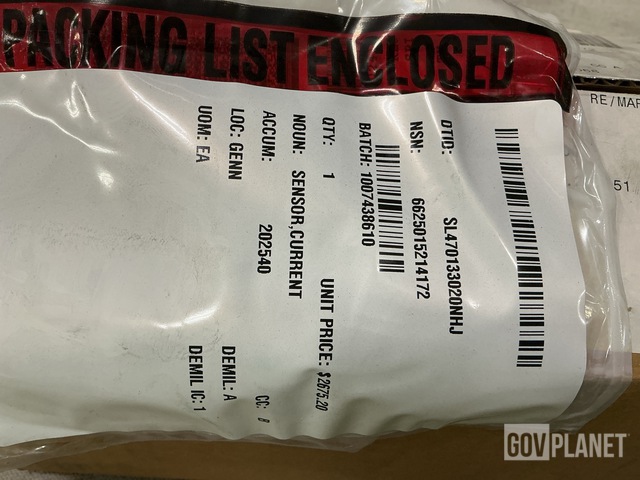 PACKING LIST ENCLOSED
DTID: SL470133020NHJ
NSN: 6625015214172
BATCH: 1007438610
QTY: 1 UNIT PRICE: $2675.20
NOUN: SENSOR,CURRENT
ACCUM: 202540 CC:
LOC: GENN DEMIL: A
UOM: EA DEMIL IC: 1
RE / MAR
51
GOVPLANET